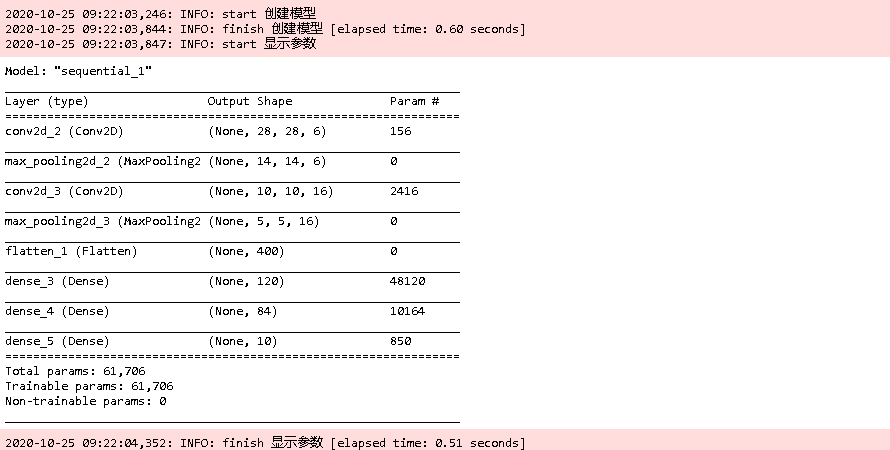 2020-10-25 09:22:03,246: INFO: start 创建模型
2020-10-25 09:22:03,844: INFO: finish 创建模型 [elapsed time: 0.60 seconds]
2020-10-25 09:22:03,847: INFO: start 显示参数
Model: "sequential_1"
Layer (type) Output Shape Param #
conv2d_2 (Conv2D) (None, 28, 28, 6) 156
max_pooling2d_2 (MaxPooling2 (None, 14, 14, 6) 0
conv2d_3 (Conv2D) (None, 10, 10, 16) 2416
max_pooling2d_3 (MaxPooling2 (None, 5, 5, 16) 0
flatten_1 (Flatten) (None, 400) 0
dense_3 (Dense) (None, 120) 48120
dense_4 (Dense) (None, 84) 10164
dense_5 (Dense) (None, 10) 850
Total params: 61,706
Trainable params: 61,706
Non-trainable params: 0
2020-10-25 09:22:04,352: INFO: finish 显示参数 [elapsed time: 0.51 seconds]